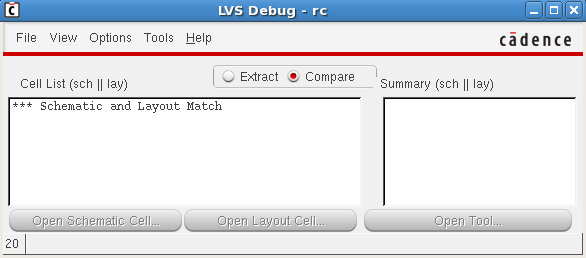 LVS Debug - rc
File View Options Tools Help
cādence
Extract Compare
Cell List (sch || lay) Summary (sch || lay)
*** Schematic and Layout Match
Open Schematic Cell... Open Layout Cell... Open Tool...
20